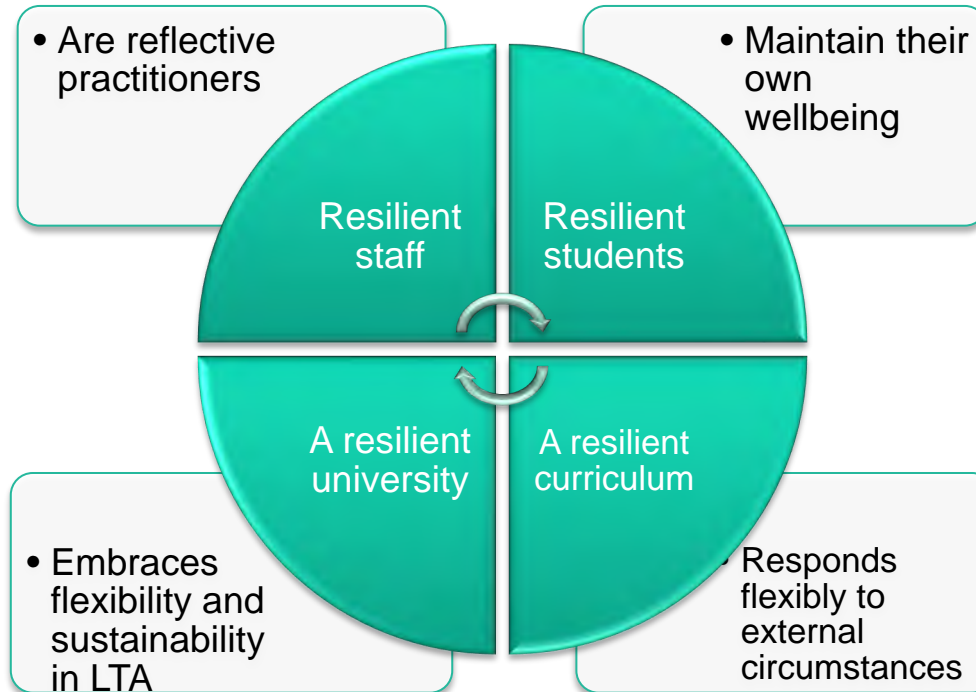 • Are reflective
practitioners
• Maintain their
own
wellbeing
Resilient
staff
Resilient
students
A resilient
university
A resilient
curriculum
• Embraces
flexibility and
sustainability
in LTA
• Responds
flexibly to
external
circumstances